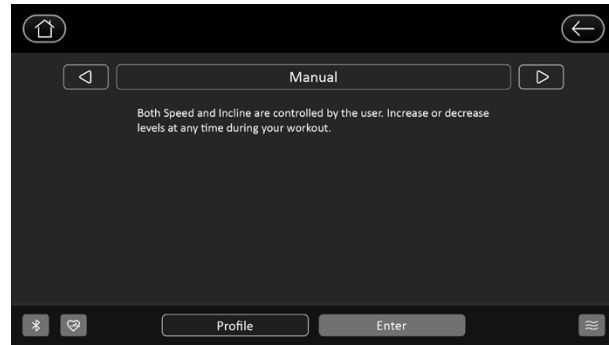 Manual
Both Speed and Incline are controlled by the user. Increase or decrease
levels at any time during your workout.
Profile
Enter